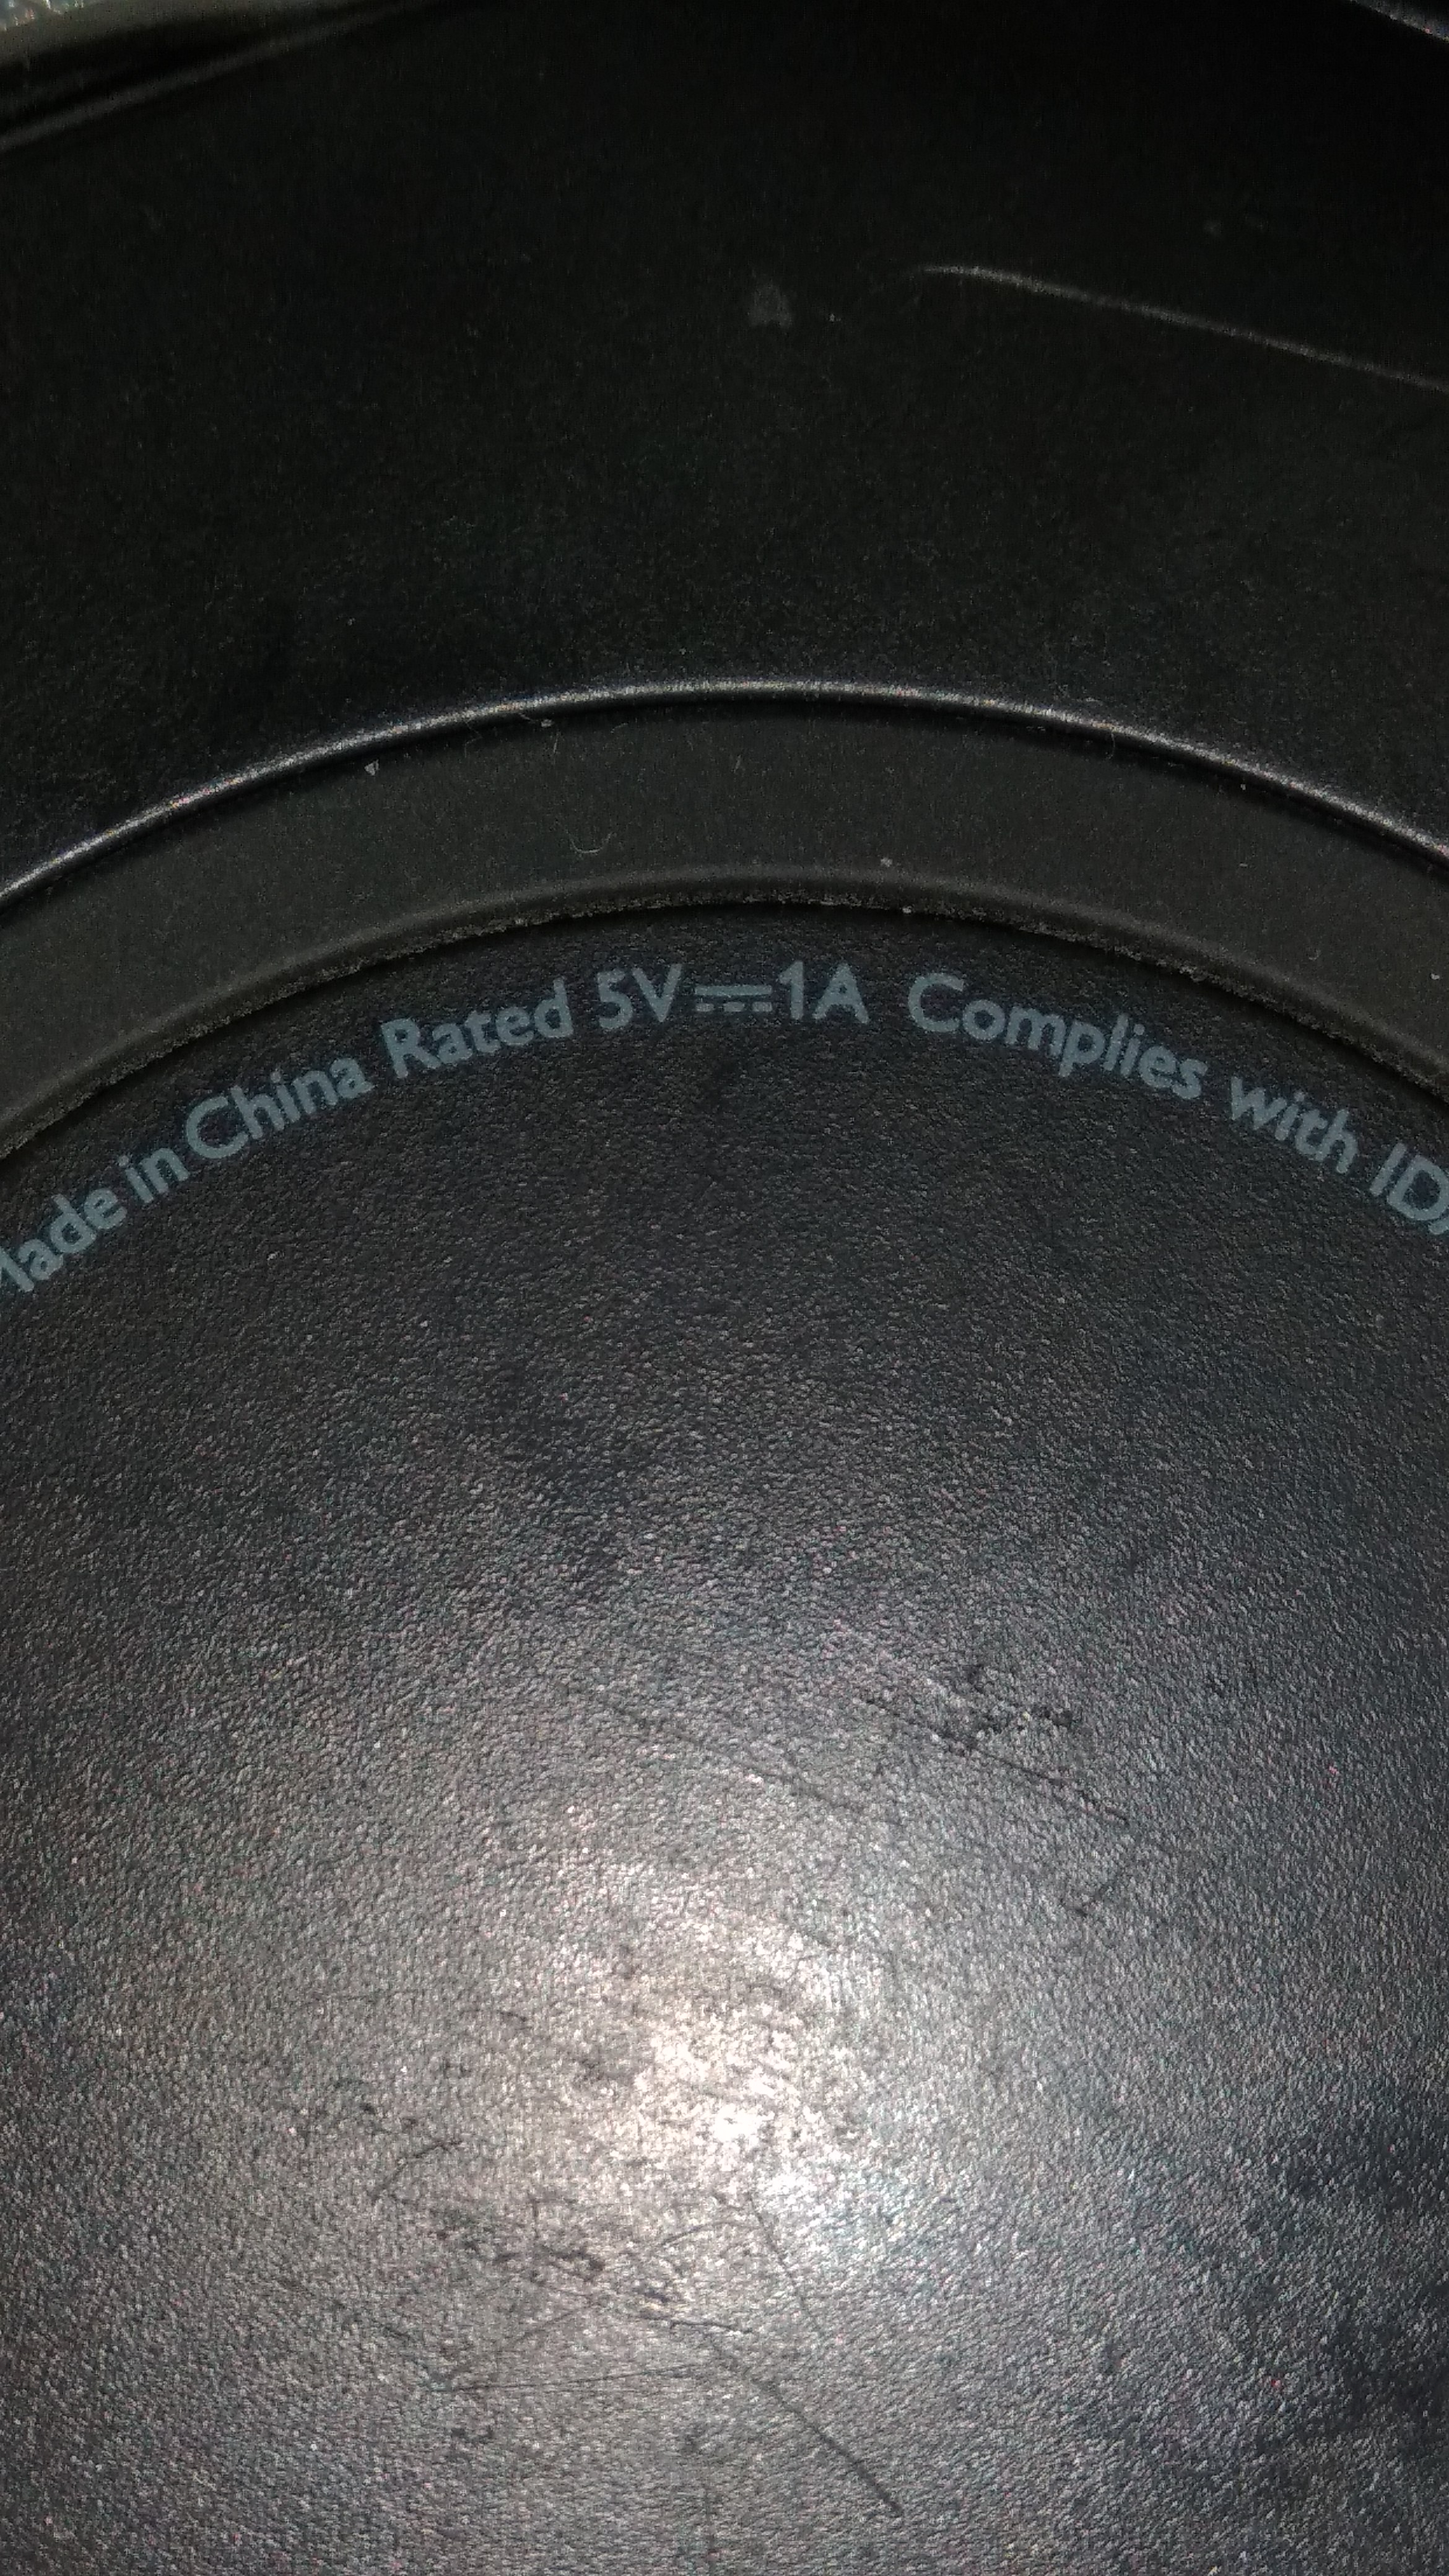 Made in China Rated 5V⎓1A Complies with